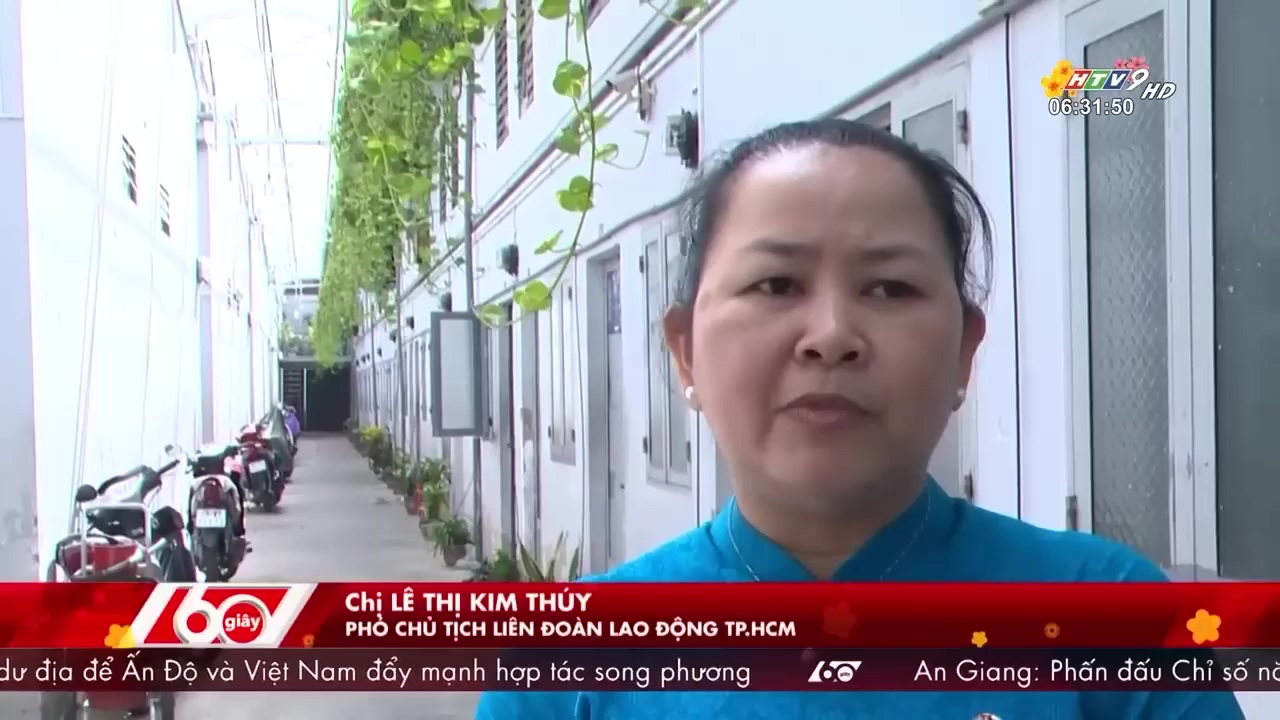 HTV9 HD
06:31:50
60 giây
Chị LÊ THỊ KIM THÚY
PHÓ CHỦ TỊCH LIÊN ĐOÀN LAO ĐỘNG TP.HCM
dư địa để Ấn Độ và Việt Nam đẩy mạnh hợp tác song phương 60 giây An Giang: Phấn đấu Chỉ số